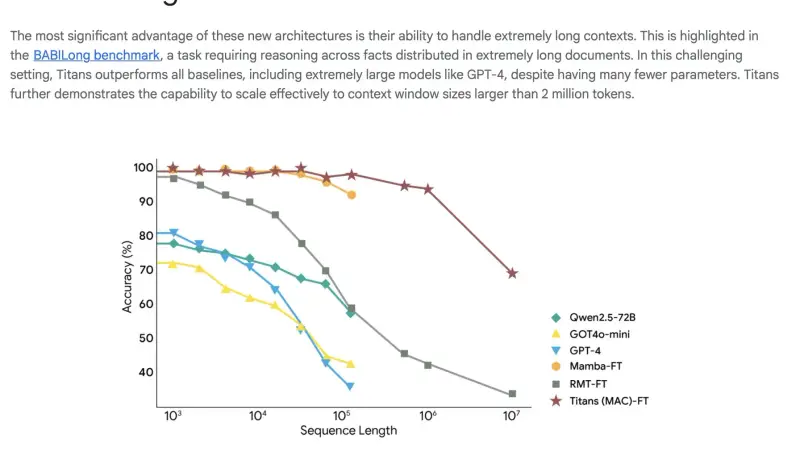 The most significant advantage of these new architectures is their ability to handle extremely long contexts. This is highlighted in
the BABILong benchmark, a task requiring reasoning across facts distributed in extremely long documents. In this challenging
setting, Titans outperforms all baselines, including extremely large models like GPT-4, despite having many fewer parameters. Titans
further demonstrates the capability to scale effectively to context window sizes larger than 2 million tokens.
100
90
80
70
60
50
40
Accuracy (%)
10³ 10⁴ 10⁵ 10⁶ 10⁷
Sequence Length
Qwen2.5-72B
GOT4o-mini
GPT-4
Mamba-FT
RMT-FT
Titans (MAC)-FT